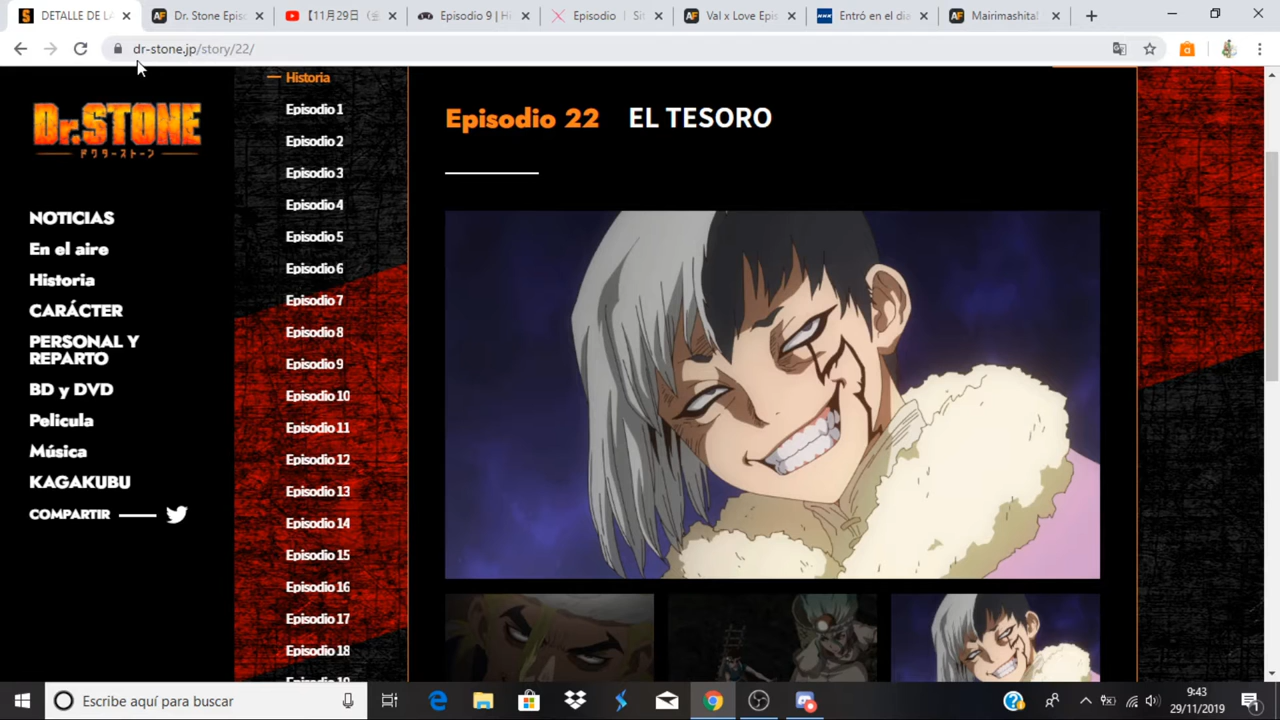 DETALLE DE LA
Dr. Stone Epis
【11月29日（金
Episodio 9 | Hi
Episodio | Sit
Val x Love Epis
Entró en el dia
Mairimashita!
dr-stone.jp/story/22/
Dr.STONE
ドクターストーン
NOTICIAS
En el aire
Historia
CARÁCTER
PERSONAL Y
REPARTO
BD y DVD
Pelicula
Música
KAGAKUBU
COMPARTIR
Historia
Episodio 1
Episodio 2
Episodio 3
Episodio 4
Episodio 5
Episodio 6
Episodio 7
Episodio 8
Episodio 9
Episodio 10
Episodio 11
Episodio 12
Episodio 13
Episodio 14
Episodio 15
Episodio 16
Episodio 17
Episodio 18
Episodio 22 EL TESORO
Escribe aquí para buscar
9:43
29/11/2019